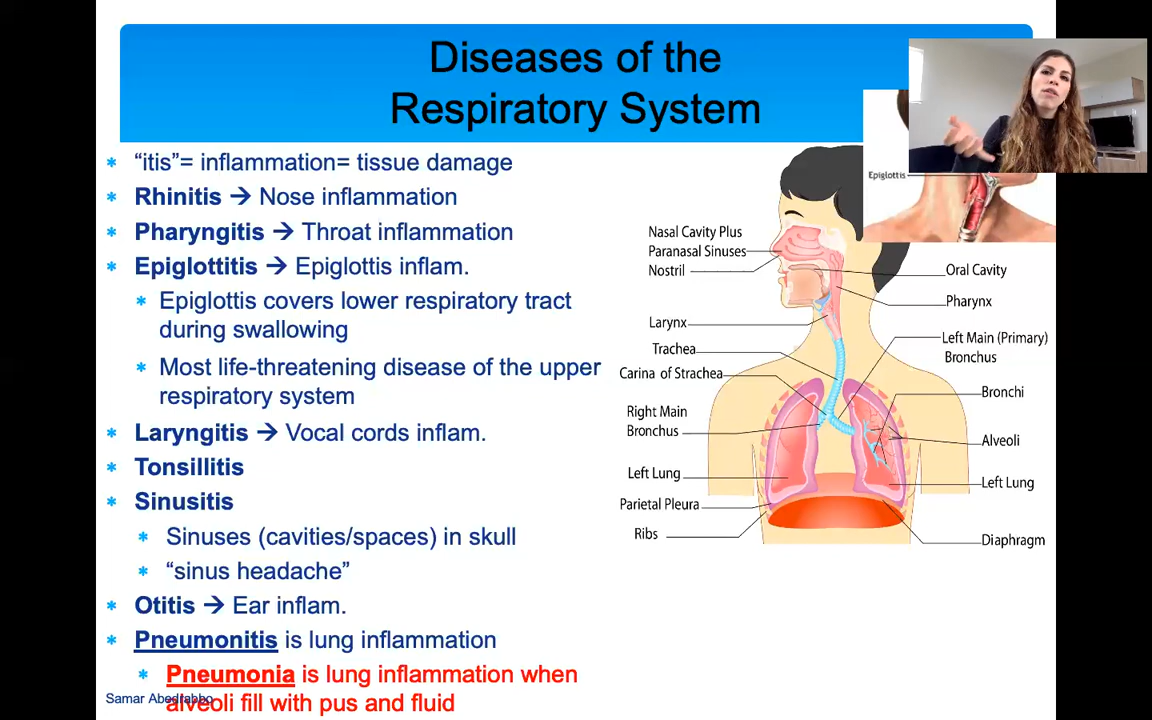 Diseases of the
Respiratory System
“itis”= inflammation= tissue damage
Rhinitis → Nose inflammation
Pharyngitis → Throat inflammation
Epiglottitis → Epiglottis inflam.
Epiglottis covers lower respiratory tract
during swallowing
Most life-threatening disease of the upper
respiratory system
Laryngitis → Vocal cords inflam.
Tonsillitis
Sinusitis
Sinuses (cavities/spaces) in skull
“sinus headache”
Otitis → Ear inflam.
Pneumonitis is lung inflammation
Pneumonia is lung inflammation when
alveoli fill with pus and fluid
Samar Abedrabbo
Epiglottis
Nasal Cavity Plus
Paranasal Sinuses
Nostril
Larynx
Trachea
Carina of Strachea
Right Main
Bronchus
Left Lung
Parietal Pleura
Ribs
Oral Cavity
Pharynx
Left Main (Primary)
Bronchus
Bronchi
Alveoli
Left Lung
Diaphragm